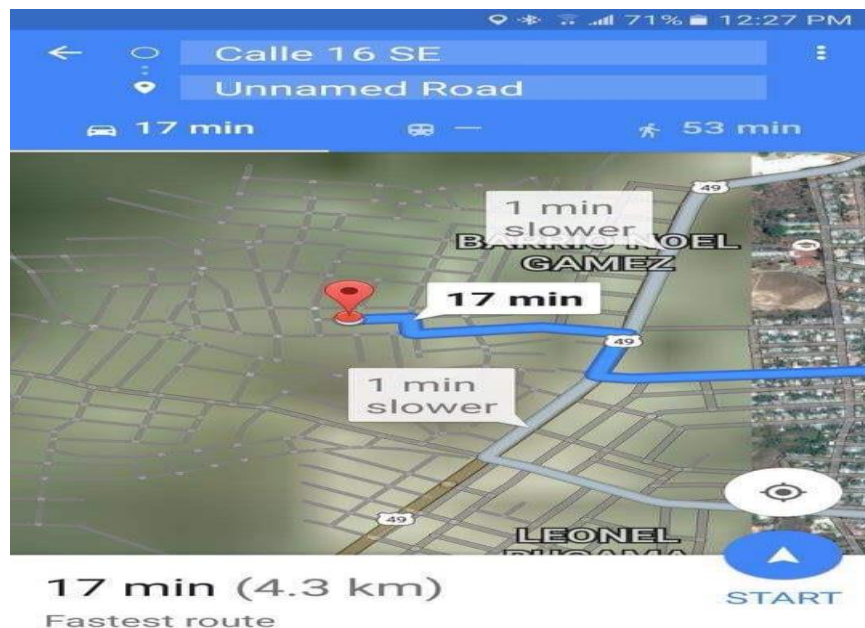 71% 12:27 PM
Calle 16 SE
Unnamed Road
17 min — 53 min
49
1 min
slower
BARRIO NOEL
GAMEZ
17 min
49
1 min
slower
49
LEONEL
RUGAMA
17 min (4.3 km)
START
Fastest route